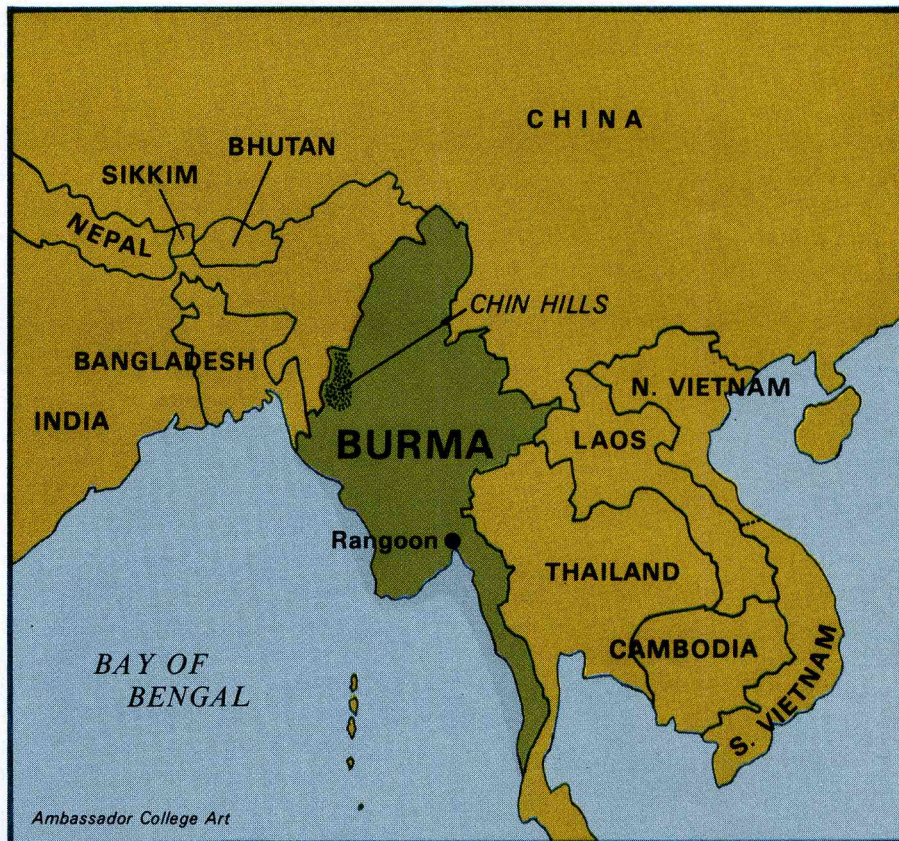 CHINA
BHUTAN
SIKKIM
NEPAL
CHIN HILLS
BANGLADESH
N. VIETNAM
INDIA
BURMA
LAOS
Rangoon
THAILAND
CAMBODIA
BAY OF
BENGAL
S. VIETNAM
Ambassador College Art